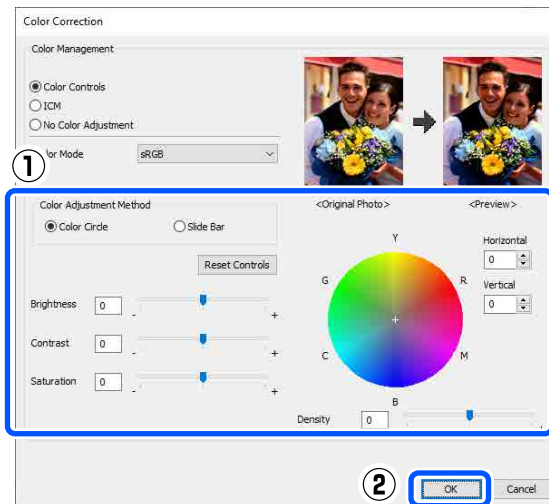 Color Correction
Color Management
Color Controls
ICM
No Color Adjustment
①
Color Mode sRGB
Color Adjustment Method
Color Circle Slide Bar
<Original Photo> <Preview>
Reset Controls
Y
G R
C M
B
Horizontal
0
Vertical
0
Brightness 0 - +
Contrast 0 - +
Saturation 0 - +
Density 0 - +
②
OK Cancel